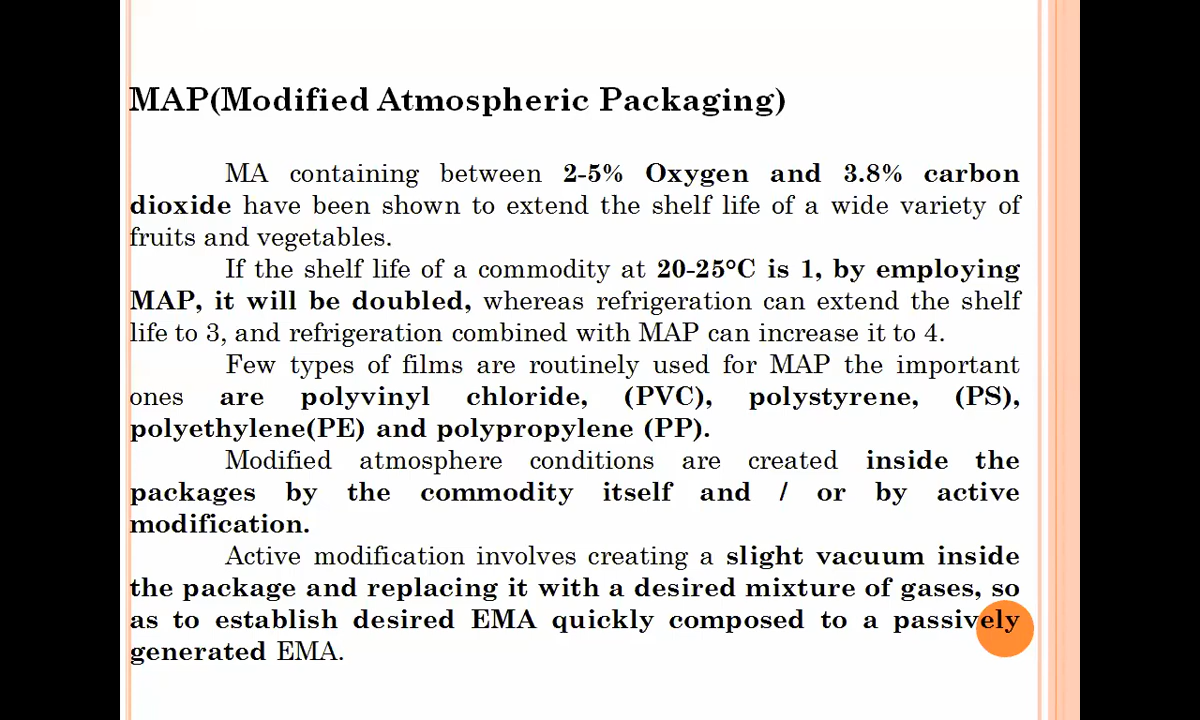 MAP(Modified Atmospheric Packaging)
MA containing between 2-5% Oxygen and 3.8% carbon
dioxide have been shown to extend the shelf life of a wide variety of
fruits and vegetables.
If the shelf life of a commodity at 20-25°C is 1, by employing
MAP, it will be doubled, whereas refrigeration can extend the shelf
life to 3, and refrigeration combined with MAP can increase it to 4.
Few types of films are routinely used for MAP the important
ones are polyvinyl chloride, (PVC), polystyrene, (PS),
polyethylene(PE) and polypropylene (PP).
Modified atmosphere conditions are created inside the
packages by the commodity itself and / or by active
modification.
Active modification involves creating a slight vacuum inside
the package and replacing it with a desired mixture of gases, so
as to establish desired EMA quickly composed to a passively
generated EMA.